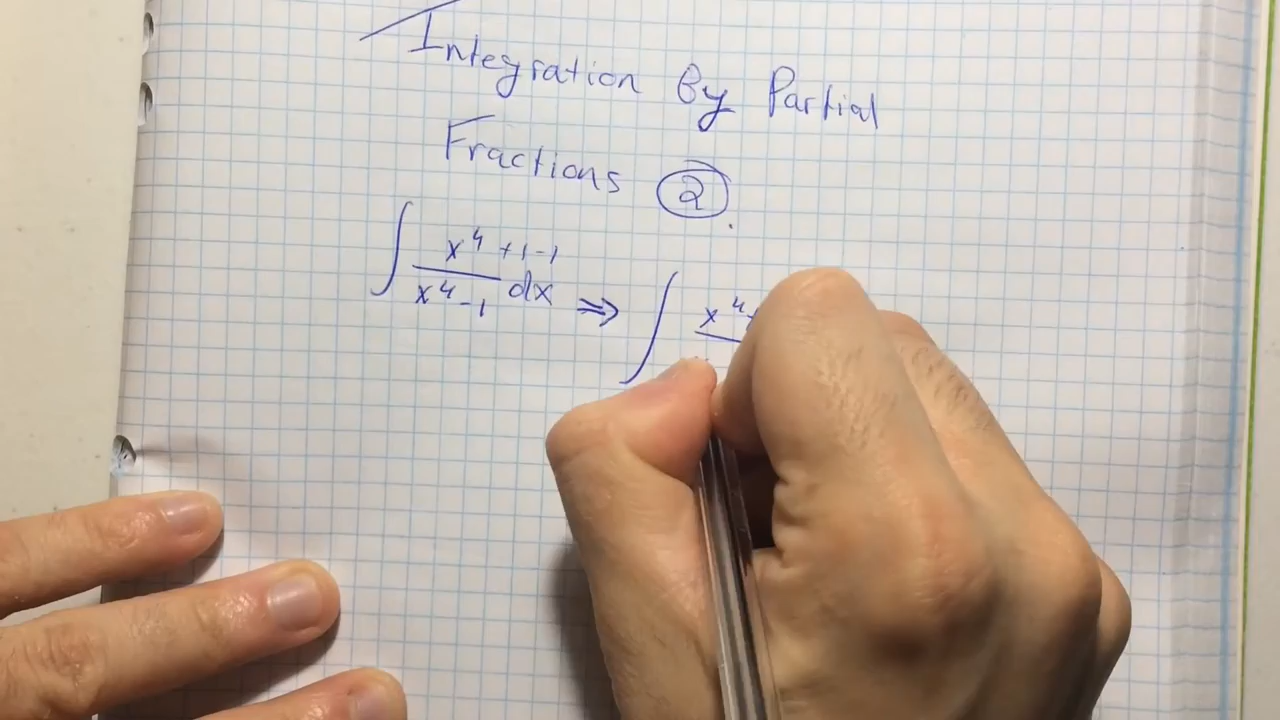 Integration By Partial
Fractions 2
∫ x⁴ +1-1 / x⁴-1 dx ⇒ ∫ x⁴